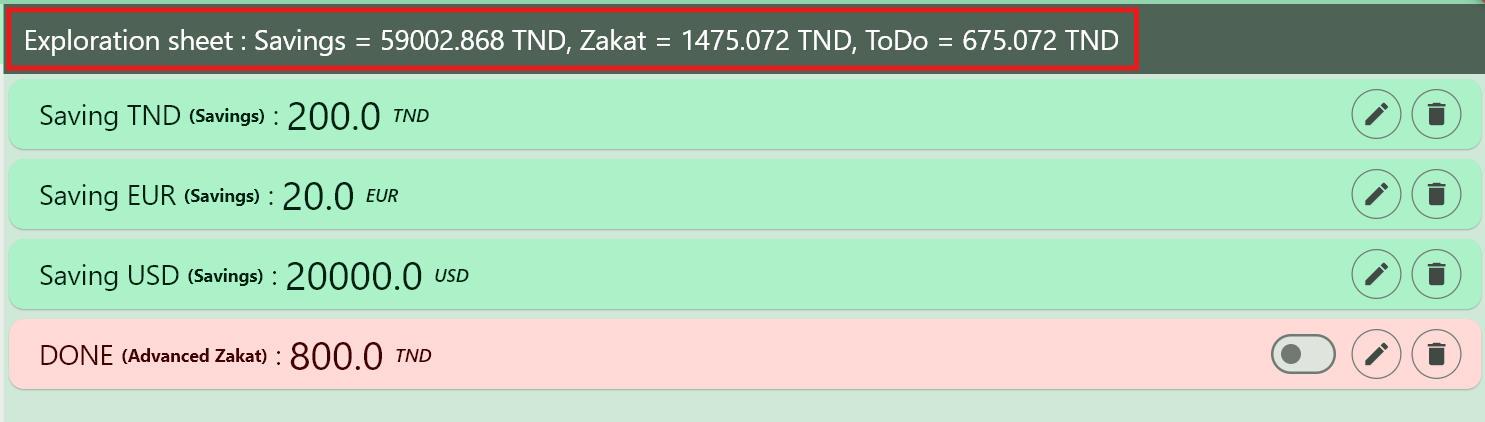 Exploration sheet : Savings = 59002.868 TND, Zakat = 1475.072 TND, ToDo = 675.072 TND
Saving TND (Savings) : 200.0 TND
Saving EUR (Savings) : 20.0 EUR
Saving USD (Savings) : 20000.0 USD
DONE (Advanced Zakat) : 800.0 TND